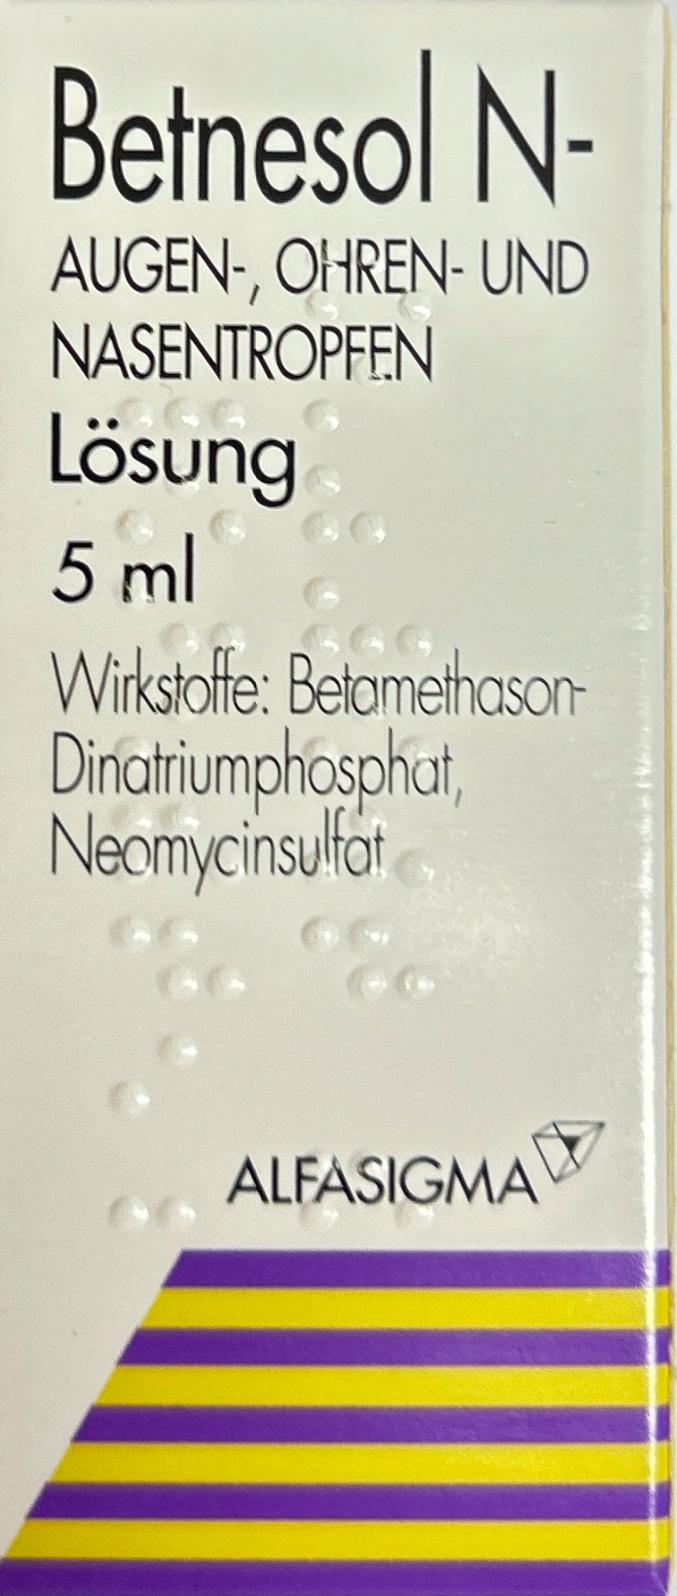 Betnesol N-
AUGEN-, OHREN- UND
NASENTROPFEN
Lösung
5 ml
Wirkstoffe: Betamethason-
Dinatriumphosphat,
Neomycinsulfat
ALFASIGMA